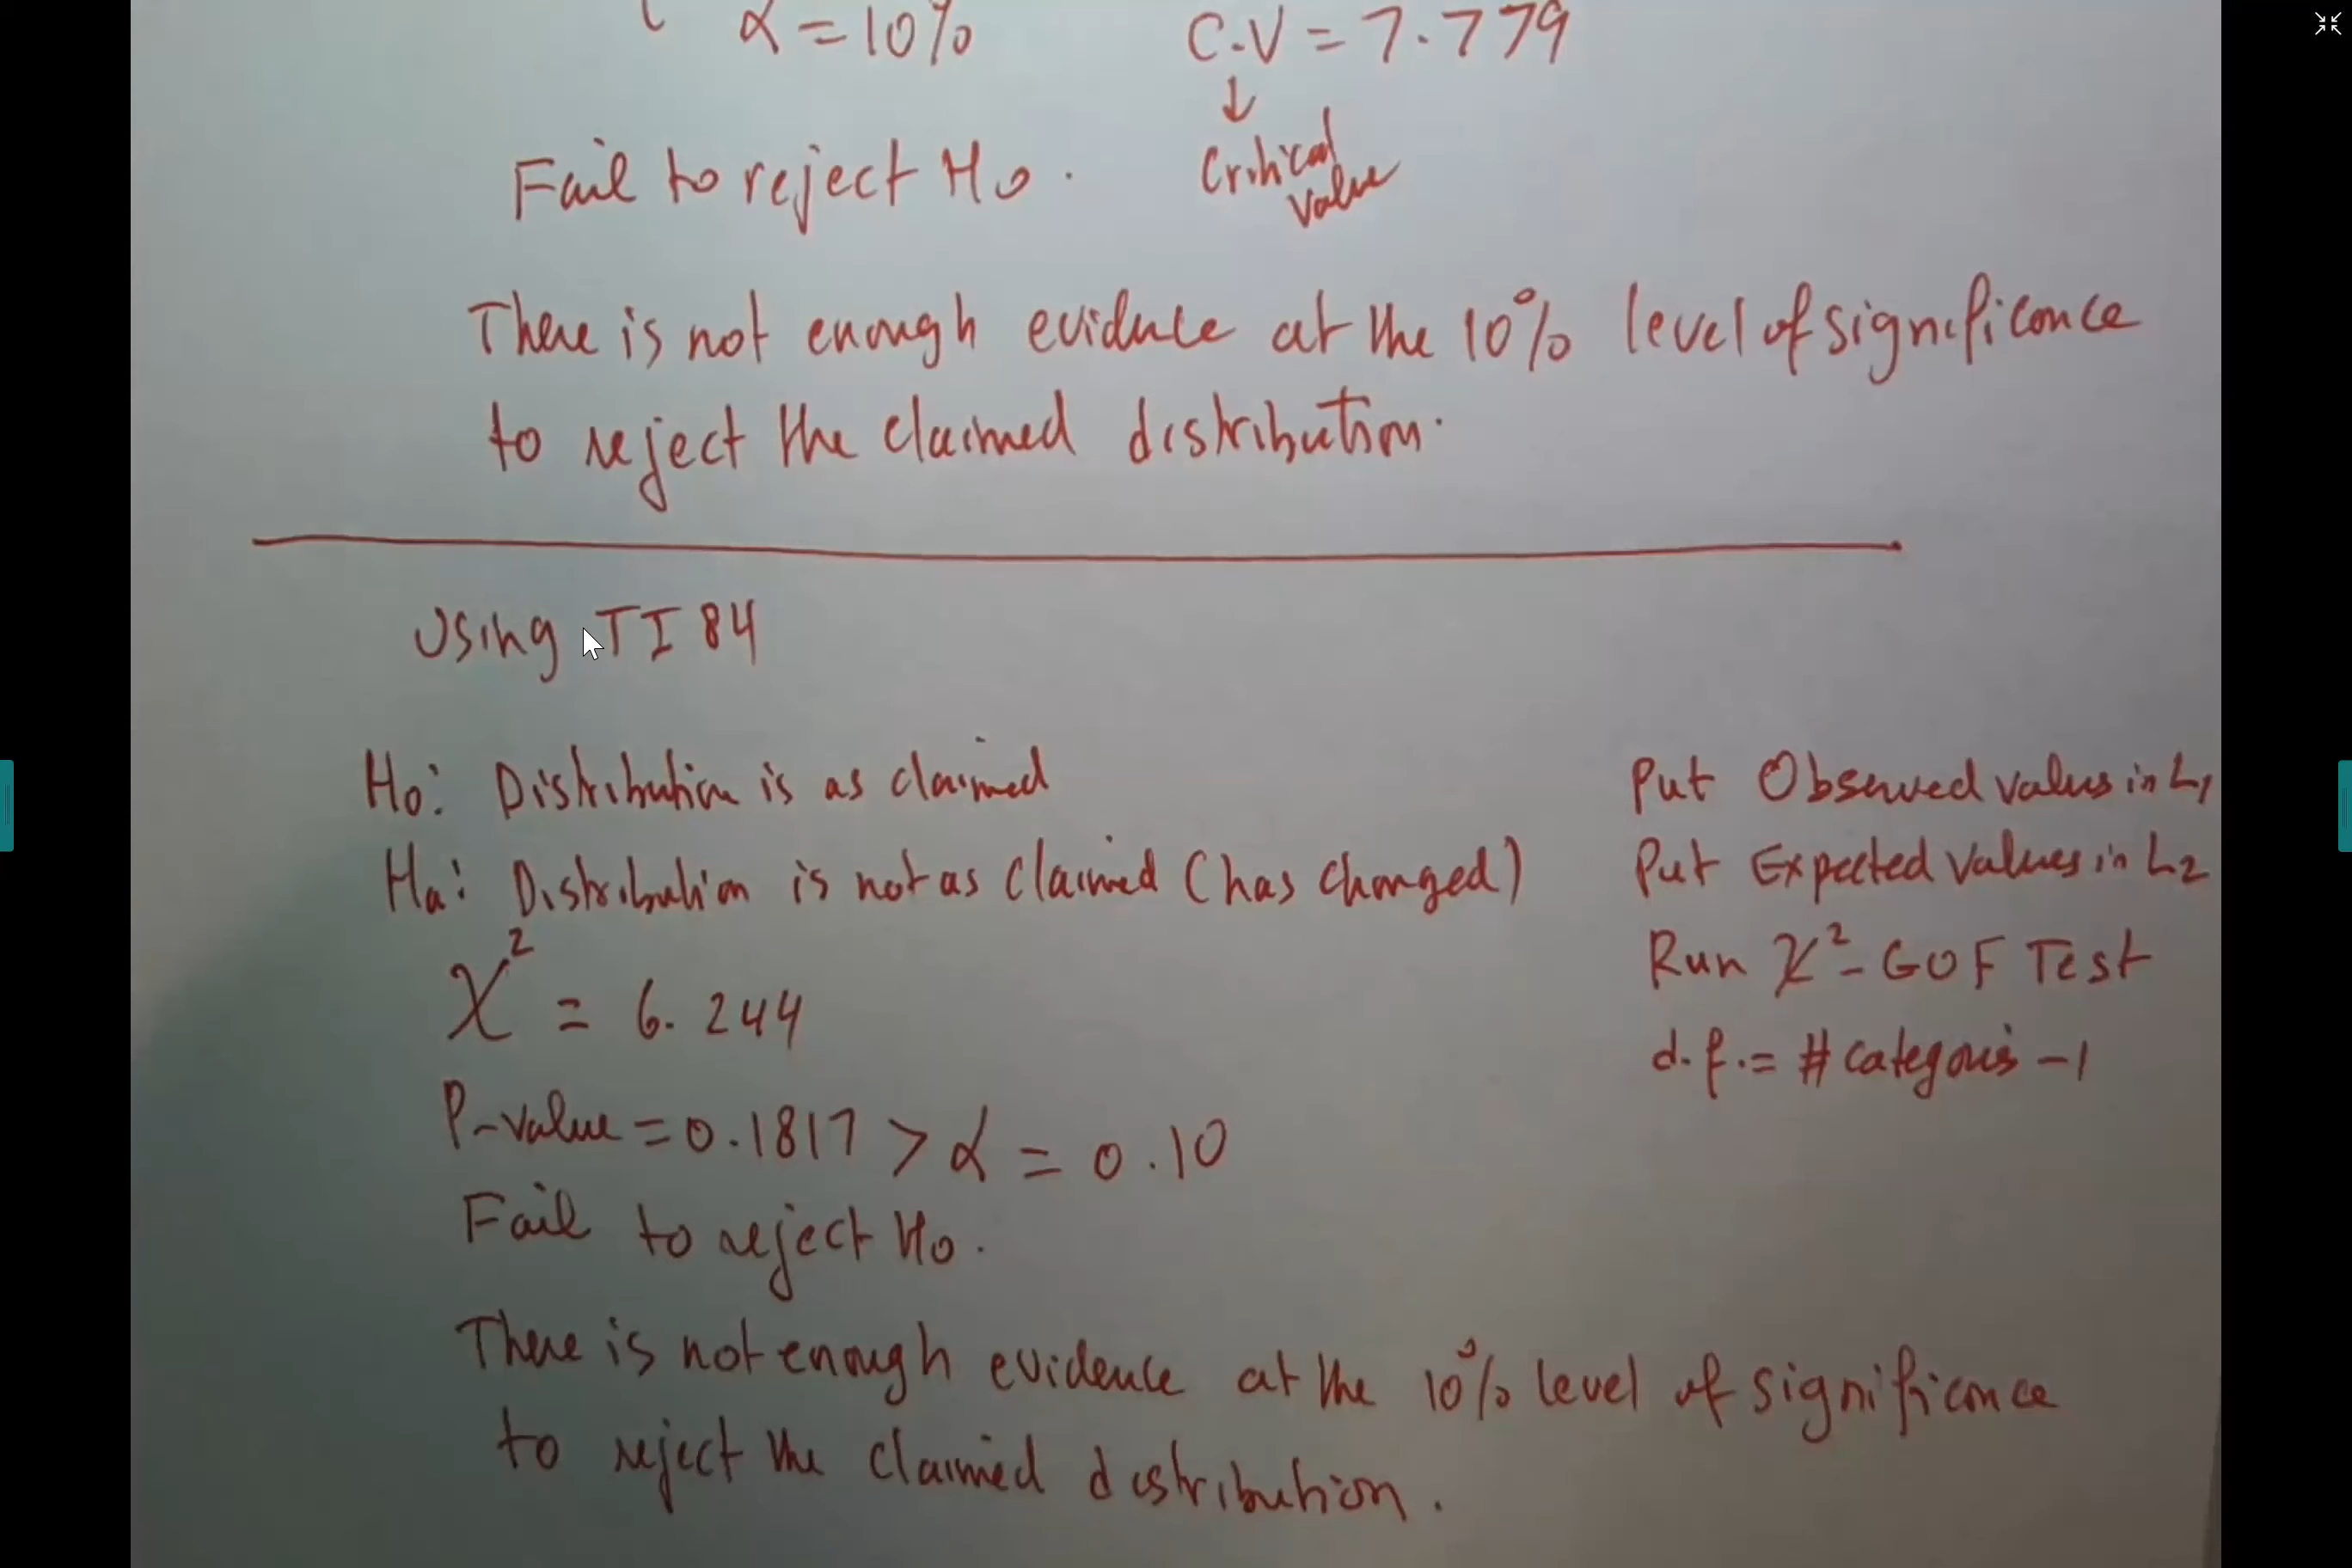 α = 10% C.V = 7.779
↓
Fail to reject Ho. Critical
Value
There is not enough evidence at the 10% level of significance
to reject the claimed distribution.
Using TI 84
Ho: Distribution is as claimed
Ha: Distribution is not as claimed (has changed)
χ² = 6.244
P-value = 0.1817 > α = 0.10
Fail to reject Ho.
There is not enough evidence at the 10% level of significance
to reject the claimed distribution.
Put Observed values in L1
Put Expected Values in L2
Run χ²- GOF Test
d.f. = # categories - 1